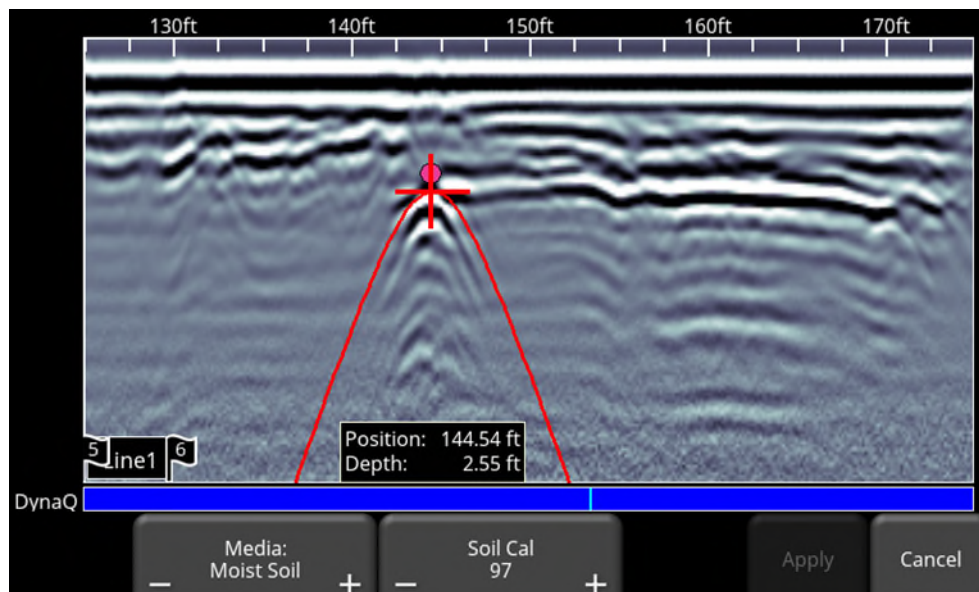 130ft 140ft 150ft 160ft 170ft
Position: 144.54 ft
Depth: 2.55 ft
5 Line1 6
DynaQ
Media:
Moist Soil
− +
Soil Cal
97
− +
Apply
Cancel